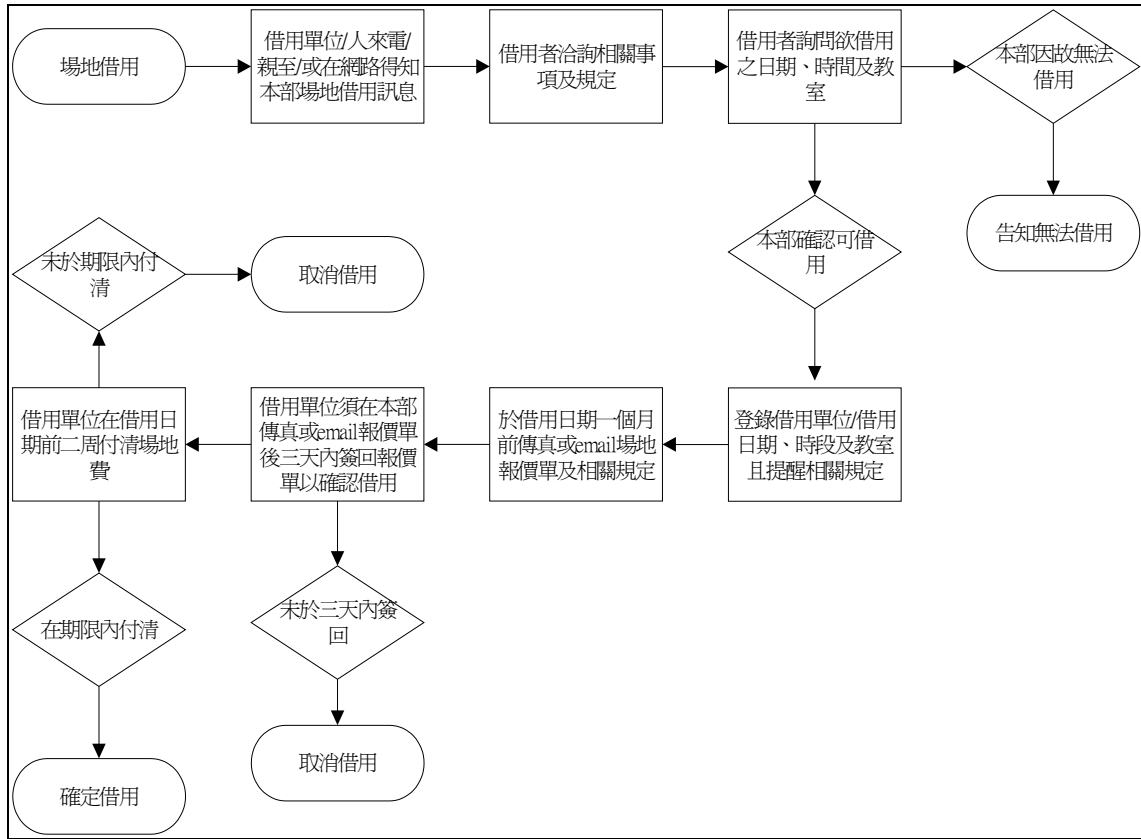 場地借用
借用單位/人來電/
親至/或在網路得知
本部場地借用訊息
借用者洽詢相關事
項及規定
借用者詢問欲借用
之日期、時間及教
室
本部因故無法
借用
告知無法借用
本部確認可借
用
未於期限內付
清
取消借用
借用單位在借用日
期前二周付清場地
費
借用單位須在本部
傳真或email報價單
後三天內簽回報價
單以確認借用
於借用日期一個月
前傳真或email場地
報價單及相關規定
登錄借用單位/借用
日期、時段及教室
且提醒相關規定
在期限內付清
未於三天內簽
回
取消借用
確定借用